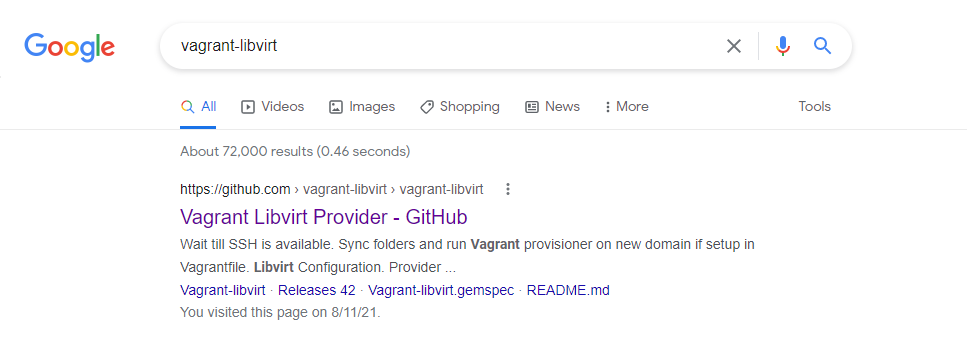 Google
vagrant-libvirt
All Videos Images Shopping News More Tools
About 72,000 results (0.46 seconds)
https://github.com › vagrant-libvirt › vagrant-libvirt
Vagrant Libvirt Provider - GitHub
Wait till SSH is available. Sync folders and run Vagrant provisioner on new domain if setup in
Vagrantfile. Libvirt Configuration. Provider ...
Vagrant-libvirt · Releases 42 · Vagrant-libvirt.gemspec · README.md
You visited this page on 8/11/21.